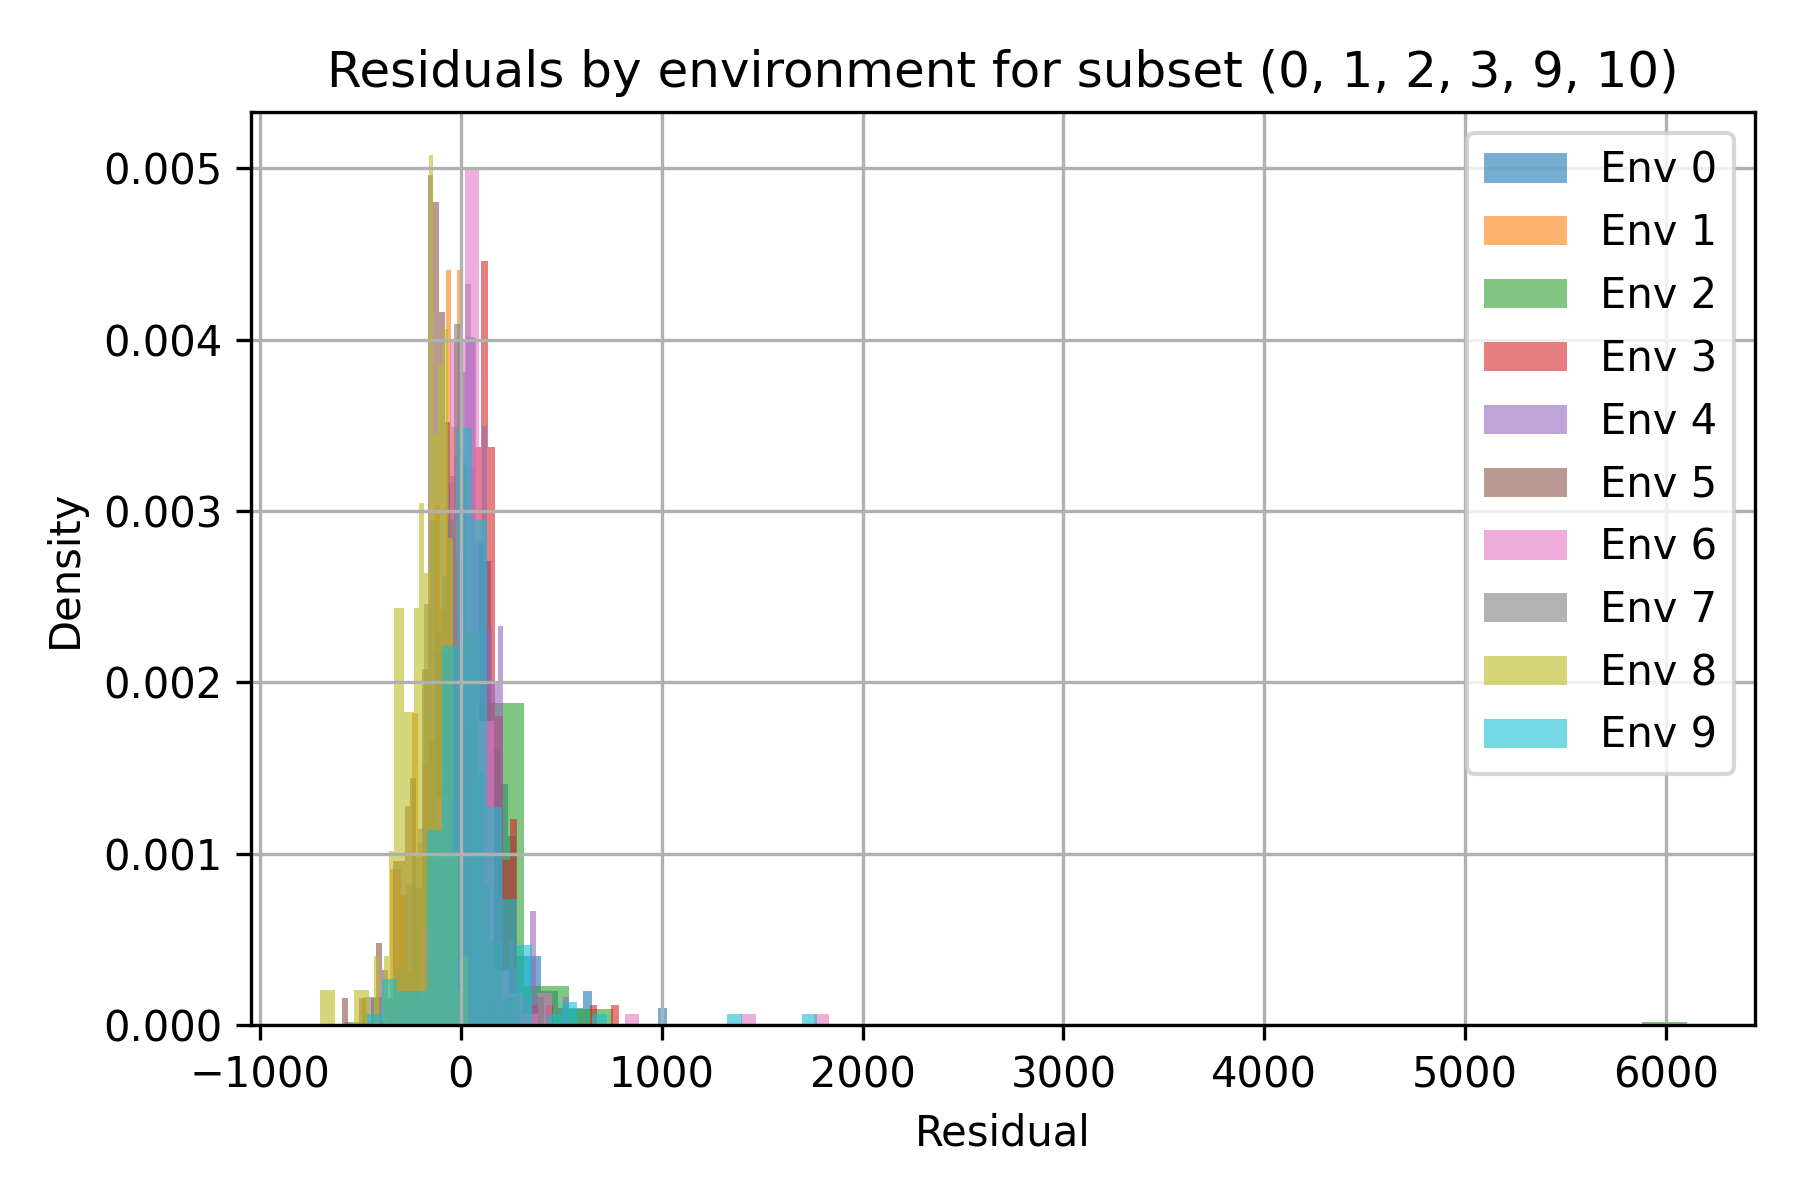 Residuals by environment for subset (0, 1, 2, 3, 9, 10)
0.005
0.004
0.003
0.002
0.001
0.000
Density
−1000
0
1000
2000
3000
4000
5000
6000
Residual
Env 0
Env 1
Env 2
Env 3
Env 4
Env 5
Env 6
Env 7
Env 8
Env 9